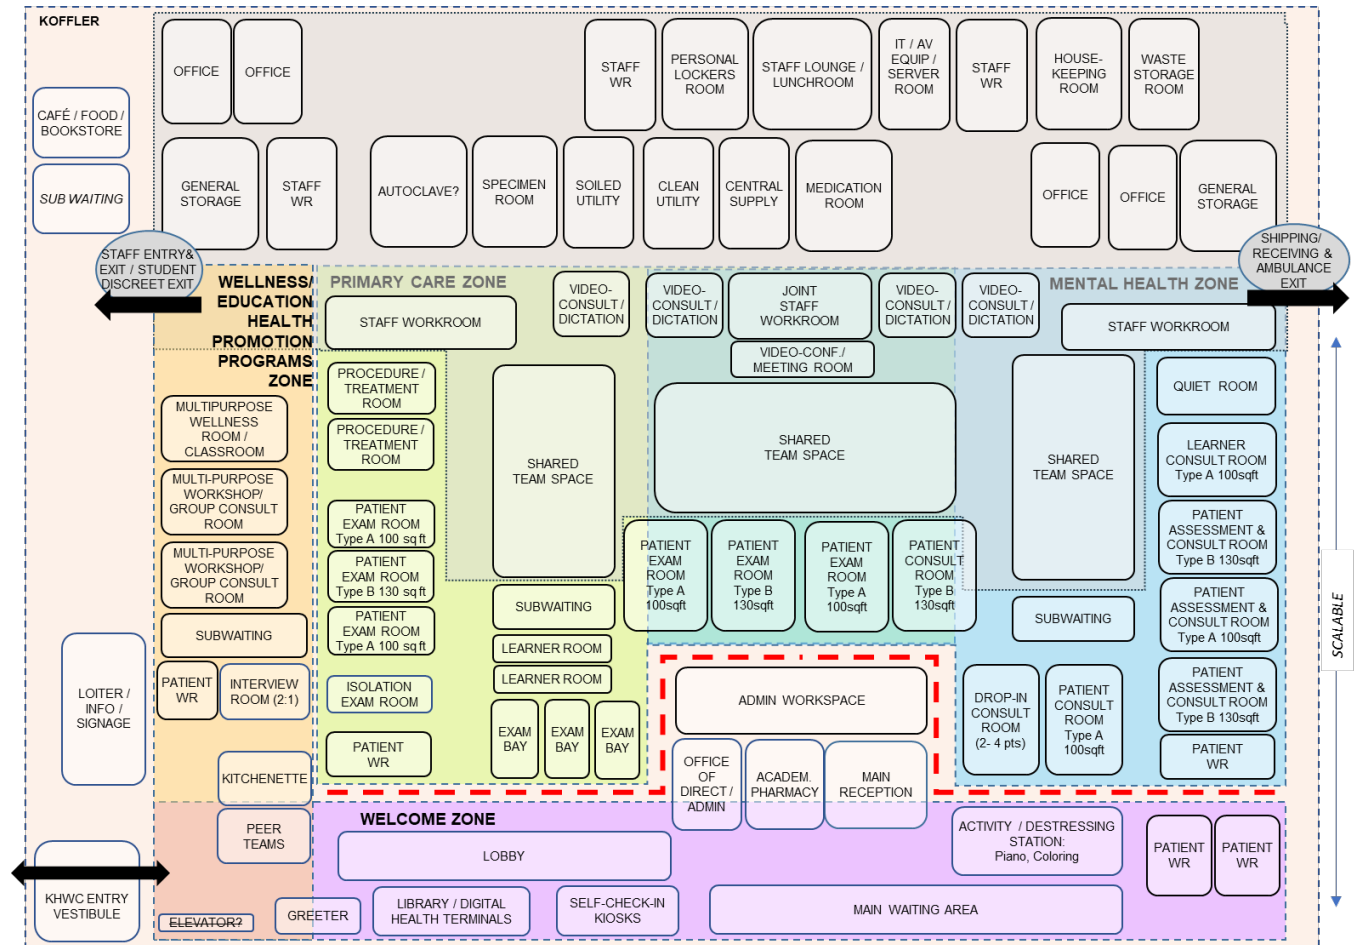 KOFFLER
OFFICE
OFFICE
STAFF
WR
PERSONAL
LOCKERS
ROOM
STAFF LOUNGE /
LUNCHROOM
IT / AV
EQUIP /
SERVER
ROOM
STAFF
WR
HOUSE-
KEEPING
ROOM
WASTE
STORAGE
ROOM
CAFÉ / FOOD /
BOOKSTORE
SUB WAITING
GENERAL
STORAGE
STAFF
WR
AUTOCLAVE?
SPECIMEN
ROOM
SOILED
UTILITY
CLEAN
UTILITY
CENTRAL
SUPPLY
MEDICATION
ROOM
OFFICE
OFFICE
GENERAL
STORAGE
STAFF ENTRY&
EXIT / STUDENT
DISCREET EXIT
SHIPPING/
RECEIVING &
AMBULANCE
EXIT
WELLNESS/
EDUCATION
HEALTH
PROMOTION
PROGRAMS
ZONE
MULTIPURPOSE
WELLNESS
ROOM /
CLASSROOM
MULTI-PURPOSE
WORKSHOP/
GROUP CONSULT
ROOM
MULTI-PURPOSE
WORKSHOP/
GROUP CONSULT
ROOM
SUBWAITING
PATIENT
WR
INTERVIEW
ROOM (2:1)
KITCHENETTE
PEER
TEAMS
PRIMARY CARE ZONE
STAFF WORKROOM
VIDEO-
CONSULT /
DICTATION
PROCEDURE /
TREATMENT
ROOM
PROCEDURE /
TREATMENT
ROOM
PATIENT
EXAM ROOM
Type A 100 sq ft
PATIENT
EXAM ROOM
Type B 130 sq ft
PATIENT
EXAM ROOM
Type A 100 sq ft
ISOLATION
EXAM ROOM
PATIENT
WR
SHARED
TEAM SPACE
SUBWAITING
LEARNER ROOM
LEARNER ROOM
EXAM
BAY
EXAM
BAY
EXAM
BAY
VIDEO-
CONSULT /
DICTATION
JOINT
STAFF
WORKROOM
VIDEO-
CONSULT /
DICTATION
VIDEO-CONF./
MEETING ROOM
SHARED
TEAM SPACE
PATIENT
EXAM
ROOM
Type A
100sqft
PATIENT
EXAM
ROOM
Type B
130sqft
PATIENT
EXAM
ROOM
Type A
100sqft
PATIENT
CONSULT
ROOM
Type B
130sqft
MENTAL HEALTH ZONE
VIDEO-
CONSULT /
DICTATION
STAFF WORKROOM
SHARED
TEAM SPACE
SUBWAITING
DROP-IN
CONSULT
ROOM
(2- 4 pts)
PATIENT
CONSULT
ROOM
Type A
100sqft
QUIET ROOM
LEARNER
CONSULT ROOM
Type A 100sqft
PATIENT
ASSESSMENT &
CONSULT ROOM
Type B 130sqft
PATIENT
ASSESSMENT &
CONSULT ROOM
Type A 100sqft
PATIENT
ASSESSMENT &
CONSULT ROOM
Type B 130sqft
PATIENT
WR
SCALABLE
ADMIN WORKSPACE
OFFICE
OF
DIRECT /
ADMIN
ACADEM.
PHARMACY
MAIN
RECEPTION
LOITER /
INFO /
SIGNAGE
KHWC ENTRY
VESTIBULE
WELCOME ZONE
LOBBY
ACTIVITY / DESTRESSING
STATION:
Piano, Coloring
PATIENT
WR
PATIENT
WR
ELEVATOR?
GREETER
LIBRARY / DIGITAL
HEALTH TERMINALS
SELF-CHECK-IN
KIOSKS
MAIN WAITING AREA